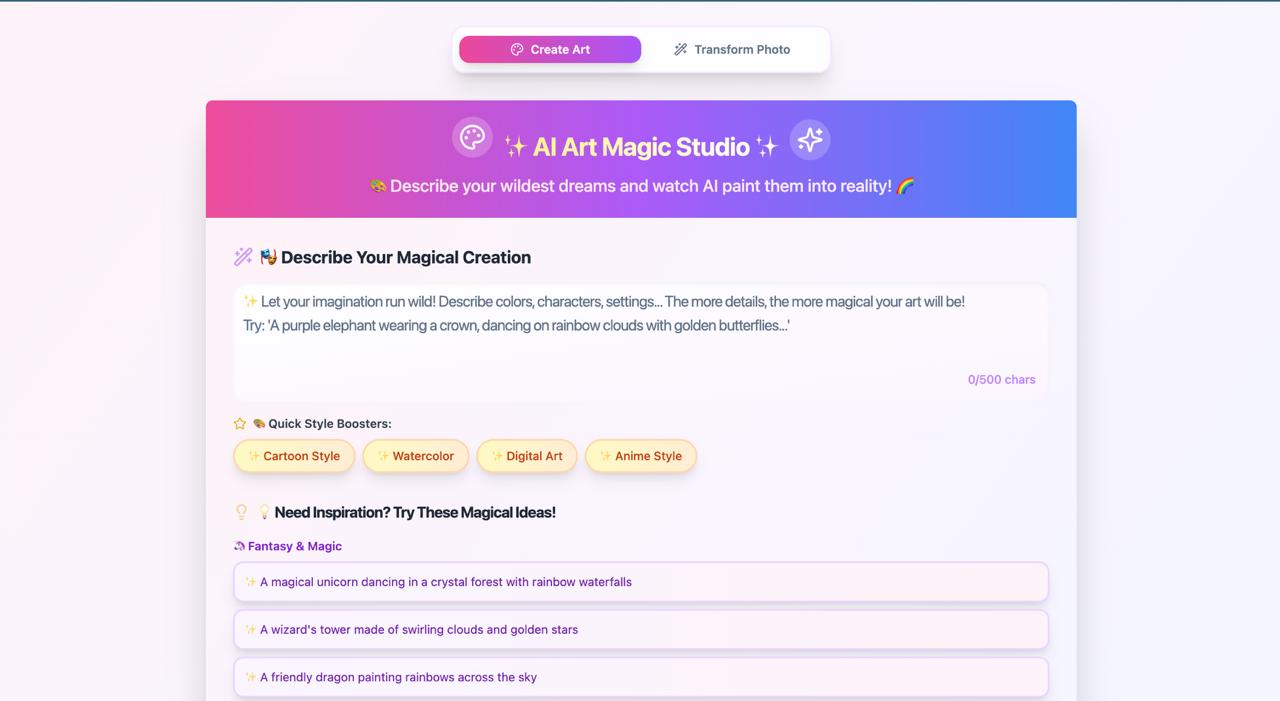 Create Art
Transform Photo
✨ AI Art Magic Studio ✨
🎨 Describe your wildest dreams and watch AI paint them into reality! 🌈
🎭 Describe Your Magical Creation
✨ Let your imagination run wild! Describe colors, characters, settings... The more details, the more magical your art will be!
Try: 'A purple elephant wearing a crown, dancing on rainbow clouds with golden butterflies...'
0/500 chars
🎨 Quick Style Boosters:
✨ Cartoon Style
✨ Watercolor
✨ Digital Art
✨ Anime Style
💡 Need Inspiration? Try These Magical Ideas!
🦄 Fantasy & Magic
✨ A magical unicorn dancing in a crystal forest with rainbow waterfalls
✨ A wizard's tower made of swirling clouds and golden stars
✨ A friendly dragon painting rainbows across the sky